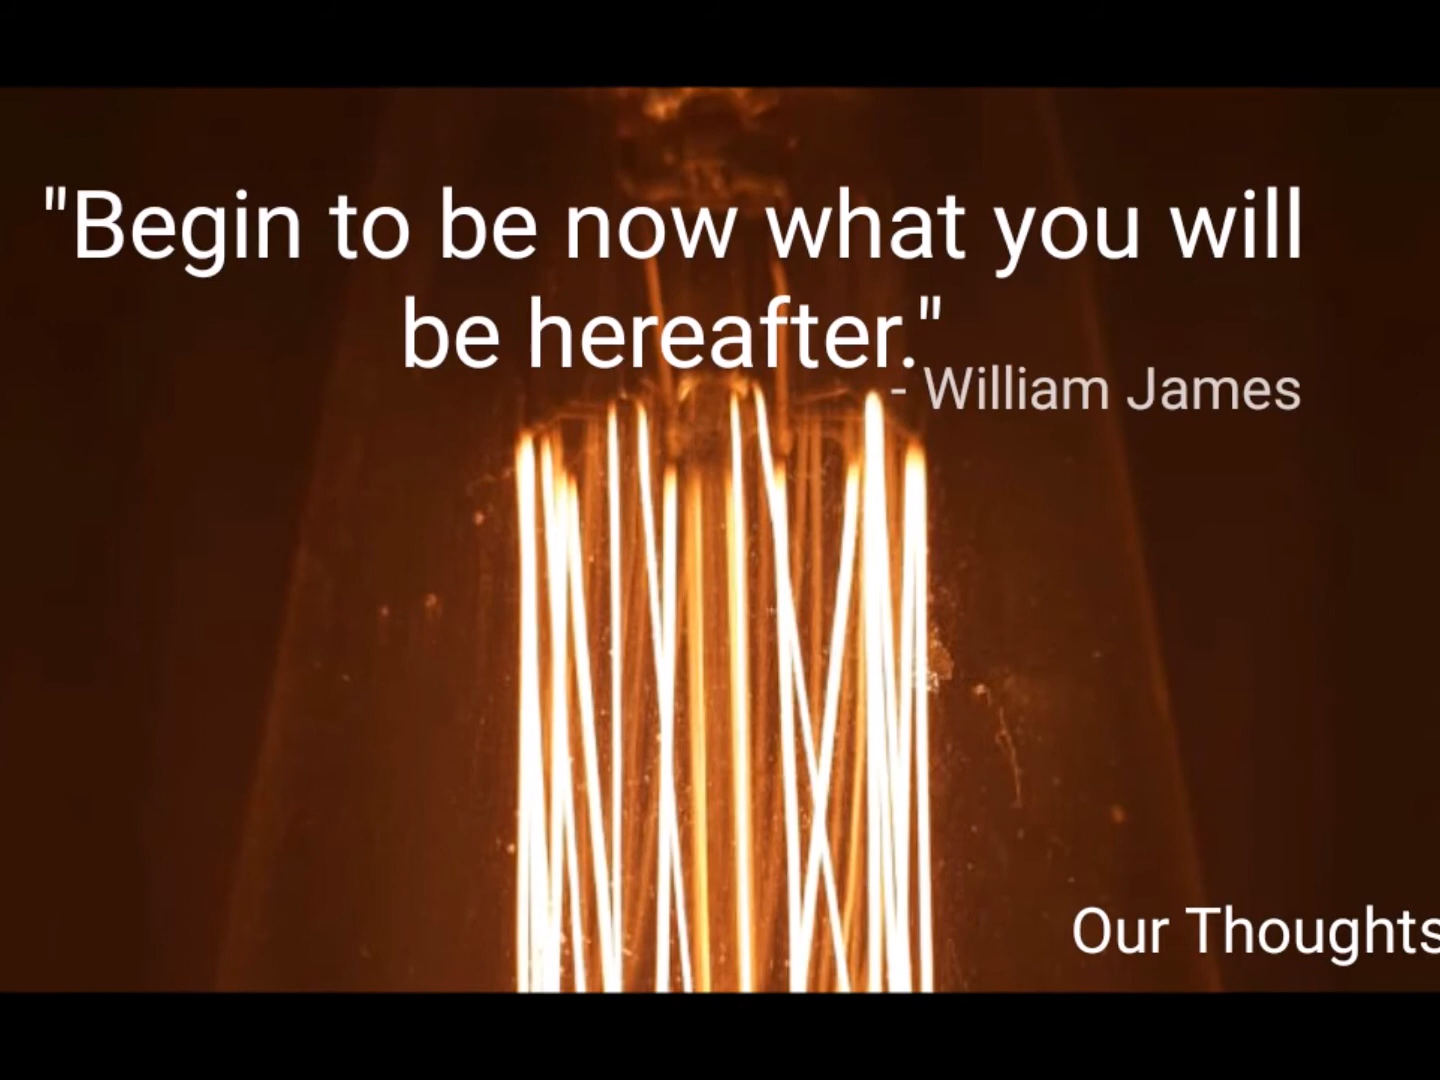 "Begin to be now what you will
be hereafter."
- William James
Our Thoughts